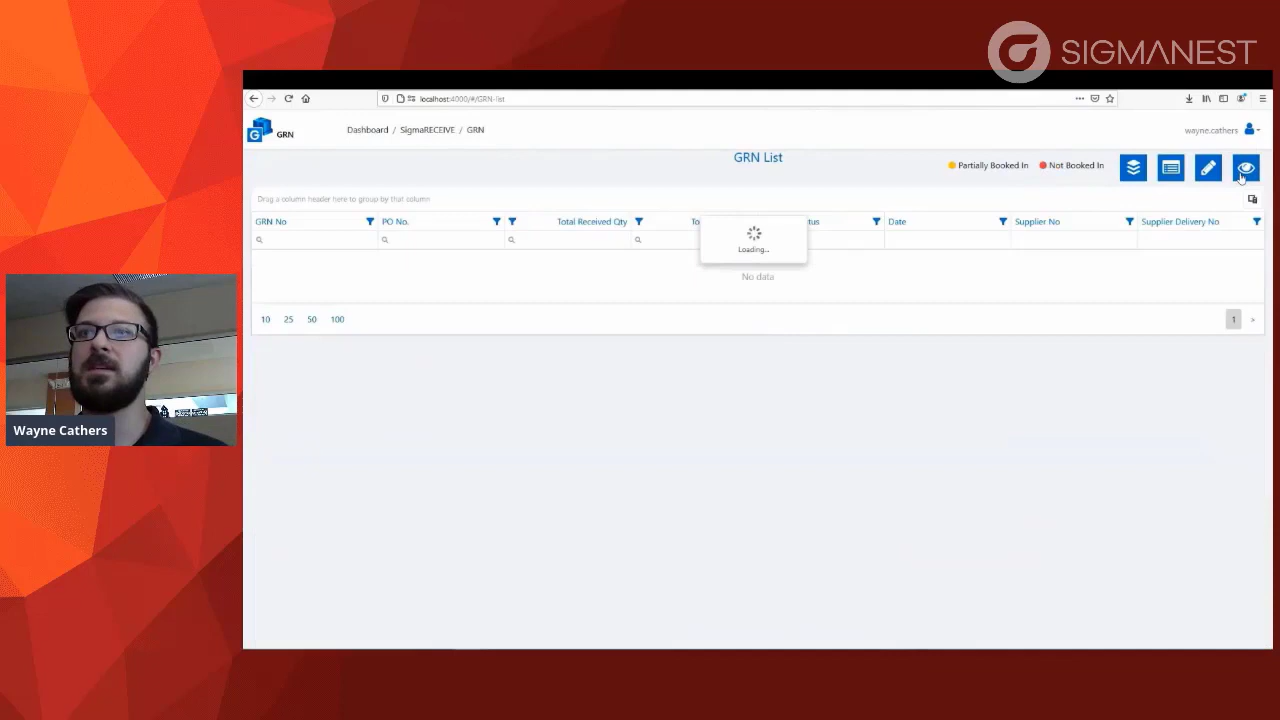 SIGMANEST
localhost:4000/#/GRN-list
G GRN
Dashboard / SigmaRECEIVE / GRN
wayne.cathers
GRN List
Partially Booked In Not Booked In
Drag a column header here to group by that column
GRN No PO No. Total Received Qty To tus Date Supplier No Supplier Delivery No
Loading...
No data
10 25 50 100 1
Wayne Cathers